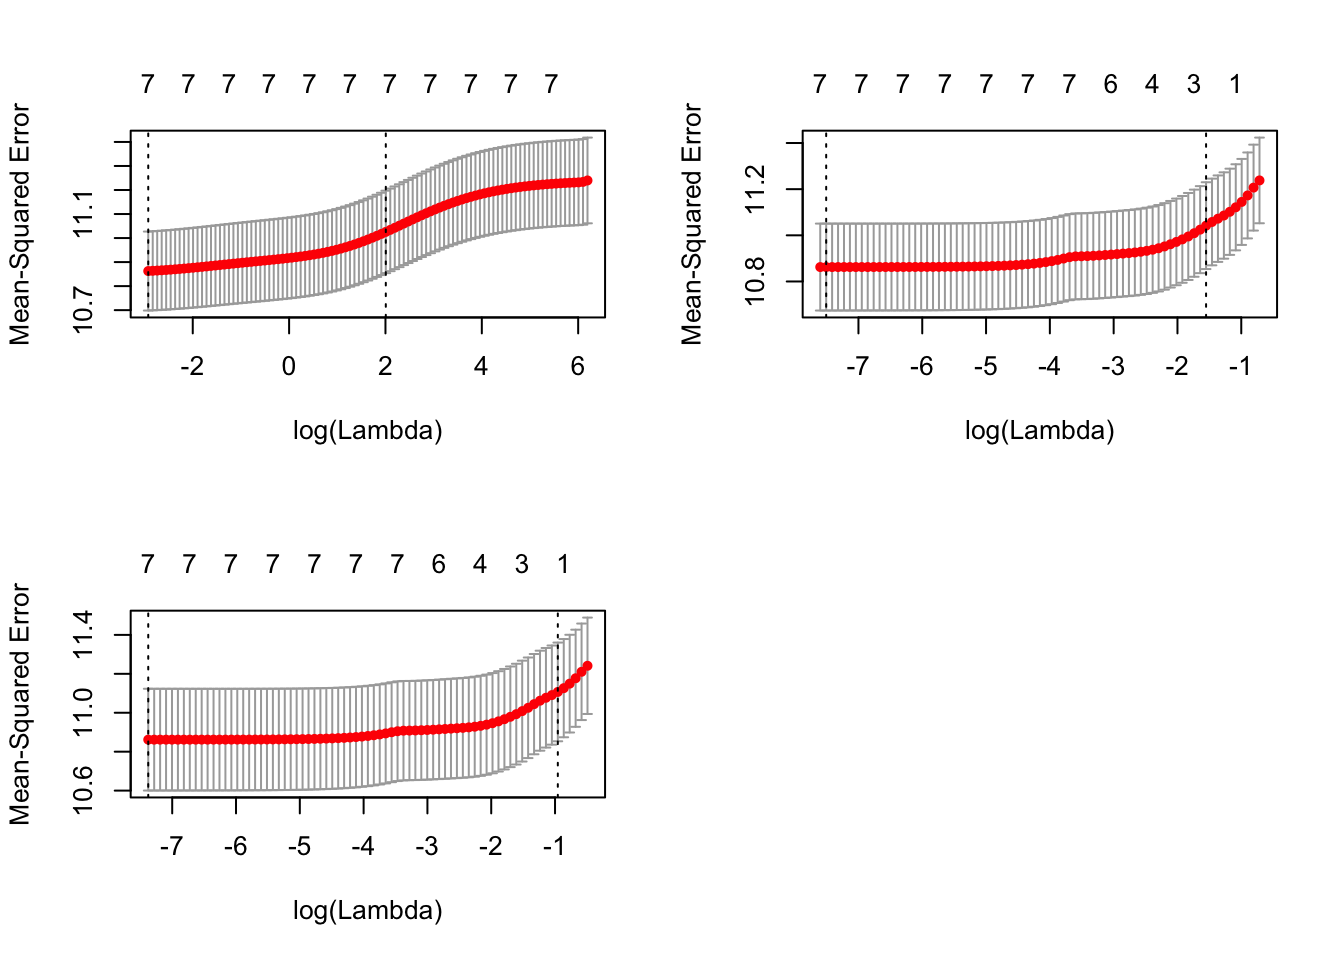 7 7 7 7 7 7 7 7 7 7 7
Mean-Squared Error
11.1
10.7
-2 0 2 4 6
log(Lambda)
7 7 7 7 7 7 7 6 4 3 1
Mean-Squared Error
11.2
10.8
-7 -6 -5 -4 -3 -2 -1
log(Lambda)
7 7 7 7 7 7 7 6 4 3 1
Mean-Squared Error
11.4
11.0
10.6
-7 -6 -5 -4 -3 -2 -1
log(Lambda)